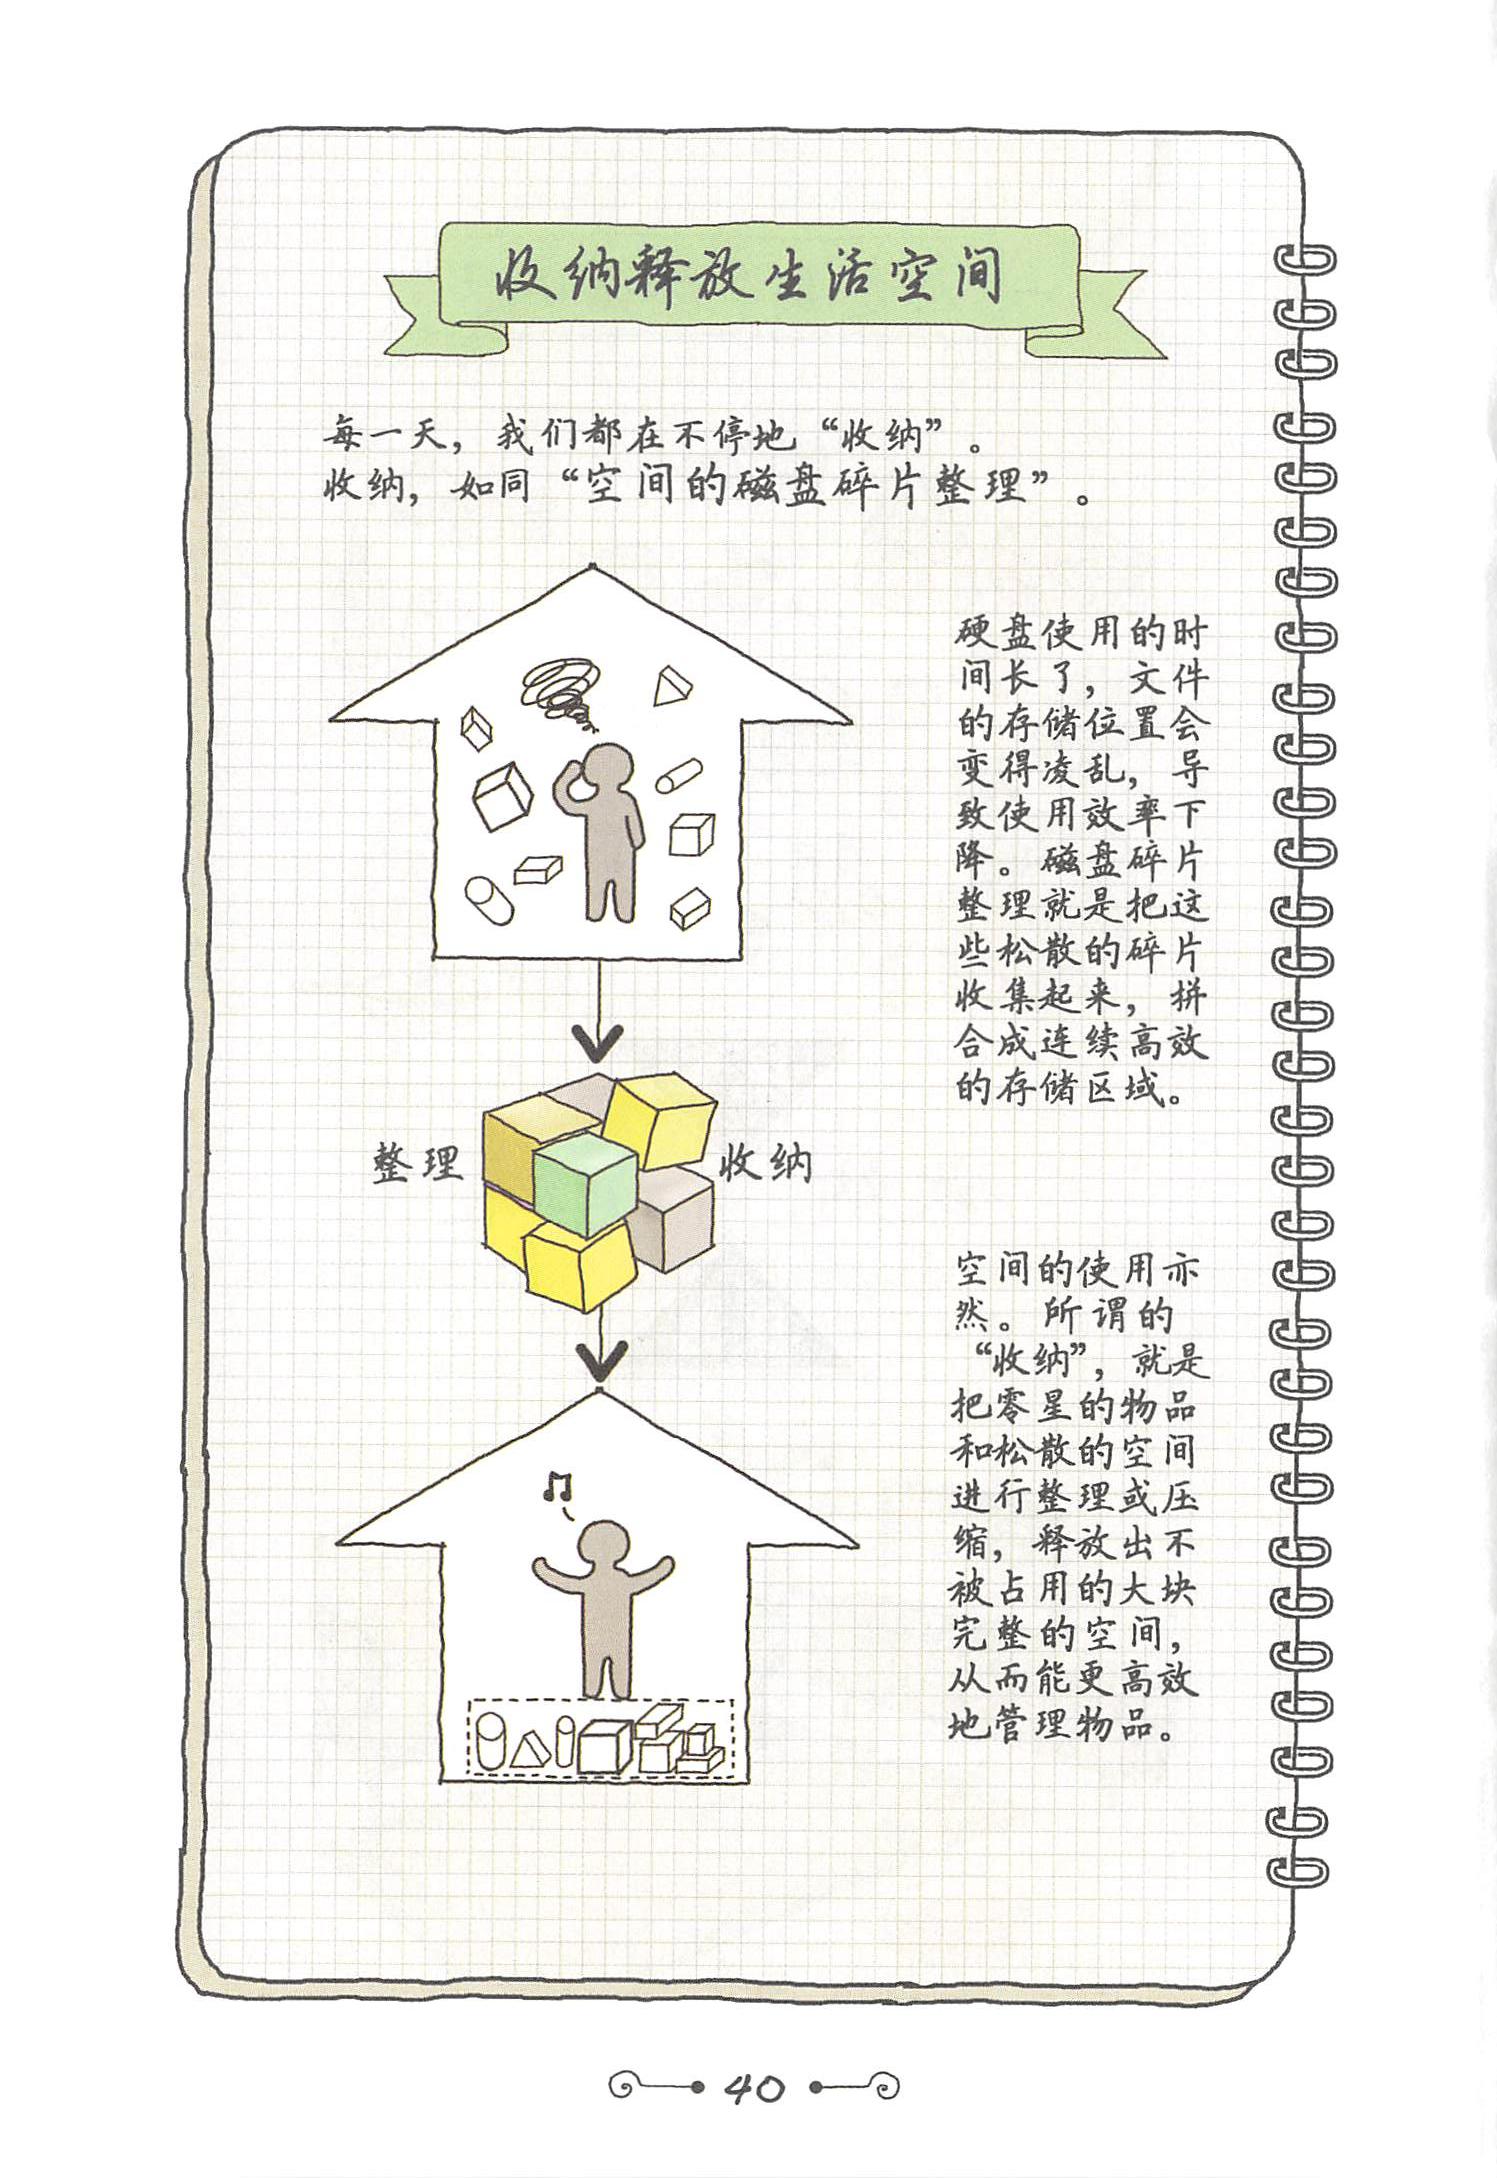 收纳释放生活空间
每一天，我们都在不停地“收纳”。
收纳，如同“空间的磁盘碎片整理”。
硬盘使用的时
间长了，文件
的存储位置会
变得凌乱，导
致使用效率下
降。磁盘碎片
整理就是把这
些松散的碎片
收集起来，拼
合成连续高效
的存储区域。
整理
收纳
空间的使用亦
然。所谓的
“收纳”，就是
把零星的物品
和松散的空间
进行整理或压
缩，释放出不
被占用的大块
完整的空间，
从而能更高效
地管理物品。
40